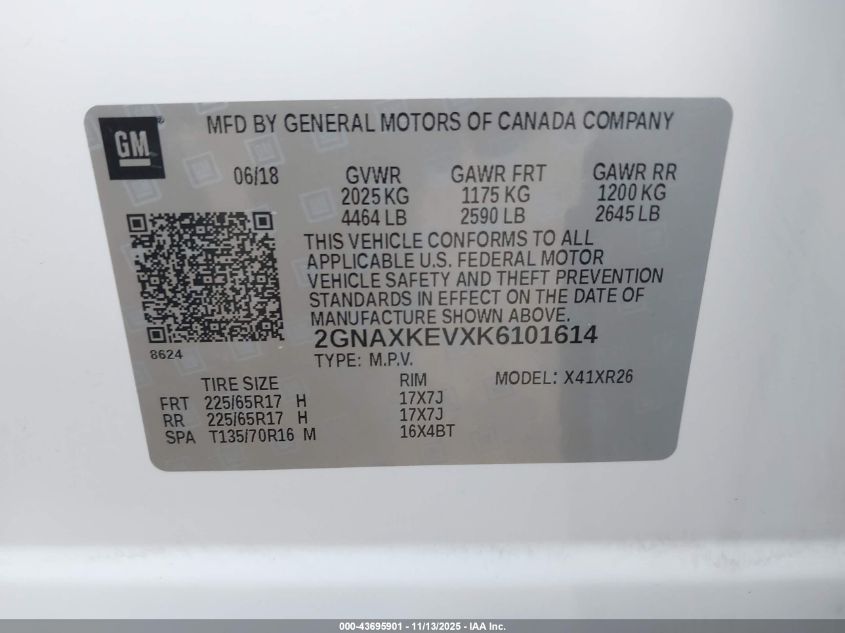 GM ®
MFD BY GENERAL MOTORS OF CANADA COMPANY
06/18 GVWR GAWR FRT GAWR RR
2025 KG 1175 KG 1200 KG
4464 LB 2590 LB 2645 LB
THIS VEHICLE CONFORMS TO ALL
APPLICABLE U.S. FEDERAL MOTOR
VEHICLE SAFETY AND THEFT PREVENTION
STANDARDS IN EFFECT ON THE DATE OF
MANUFACTURE SHOWN ABOVE.
2GNAXKEVXK6101614
8624
TYPE: M.P.V.
TIRE SIZE RIM MODEL: X41XR26
FRT 225/65R17 H 17X7J
RR 225/65R17 H 17X7J
SPA T135/70R16 M 16X4BT
000-43695901 - 11/13/2025 - IAA Inc.